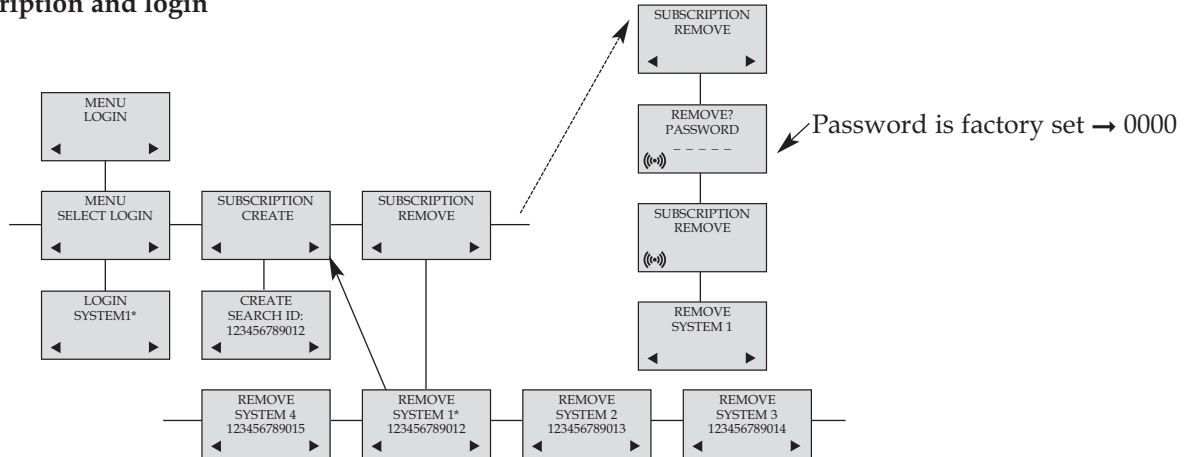 ription and login
SUBSCRIPTION
REMOVE
MENU
LOGIN
REMOVE?
PASSWORD
_ _ _ _ _
Password is factory set → 0000
MENU
SELECT LOGIN
SUBSCRIPTION
CREATE
SUBSCRIPTION
REMOVE
SUBSCRIPTION
REMOVE
LOGIN
SYSTEM1*
CREATE
SEARCH ID:
123456789012
REMOVE
SYSTEM 1
REMOVE
SYSTEM 4
123456789015
REMOVE
SYSTEM 1*
123456789012
REMOVE
SYSTEM 2
123456789013
REMOVE
SYSTEM 3
123456789014